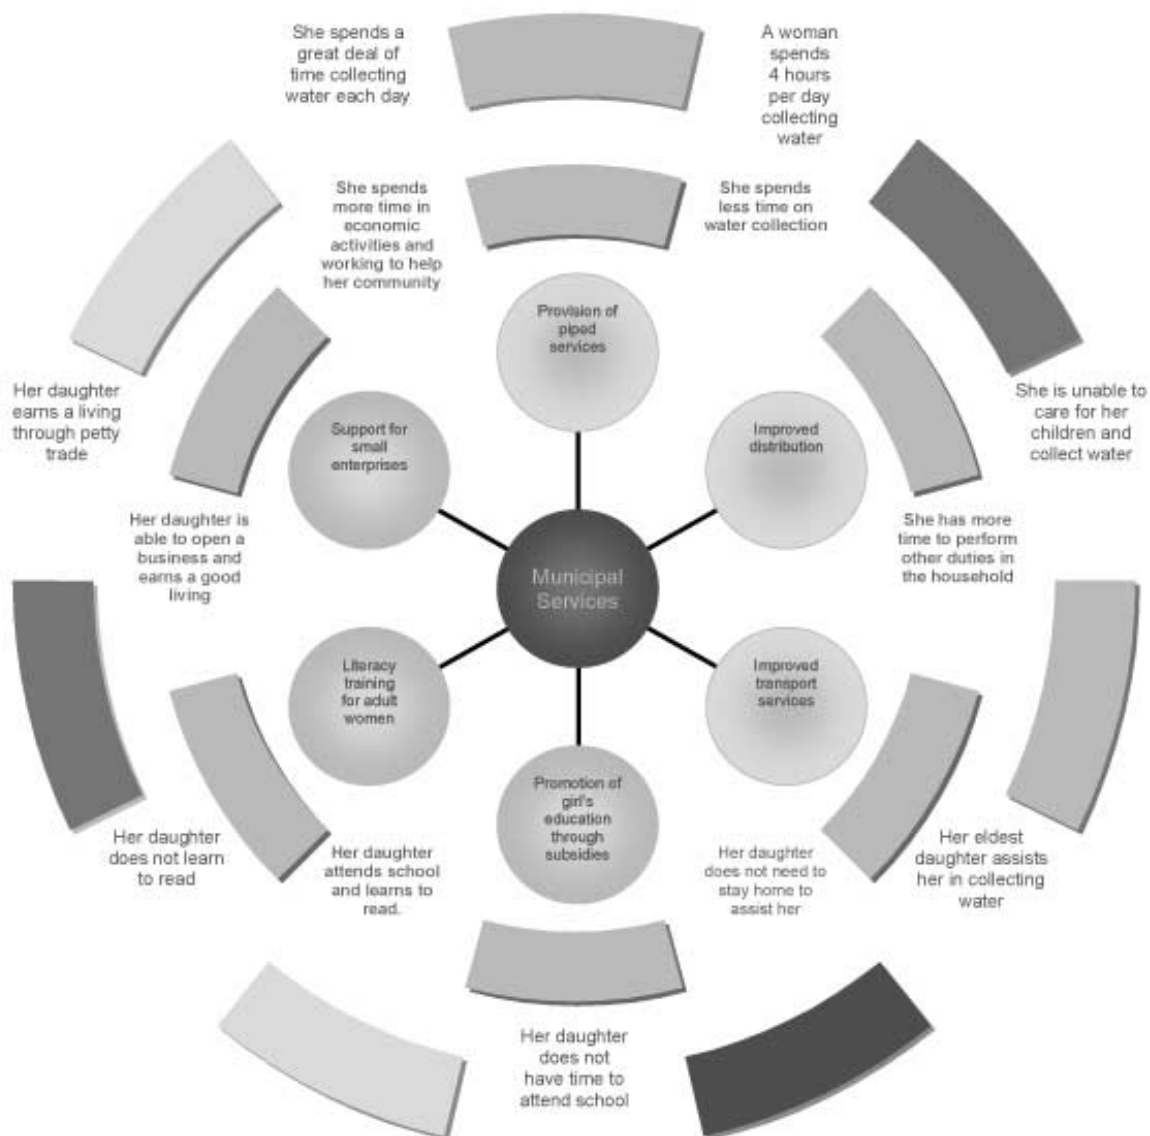 She spends a
great deal of
time collecting
water each day
A woman
spends
4 hours
per day
collecting
water
She spends
more time in
economic
activities and
working to help
her community
She spends
less time on
water collection
Provision of
piped
services
Her daughter
earns a living
through petty
trade
She is unable to
care for her
children and
collect water
Support for
small
enterprises
Improved
distribution
Her daughter is
able to open a
business and
earns a good
living
She has more
time to perform
other duties in
the household
Municipal
Services
Literacy
training
for adult
women
Improved
transport
services
Promotion of
girl's
education
through
subsidies
Her daughter
does not learn
to read
Her daughter
attends school
and learns to
read.
Her daughter
does not need to
stay home to
assist her
Her eldest
daughter assists
her in collecting
water
Her daughter
does not
have time to
attend school